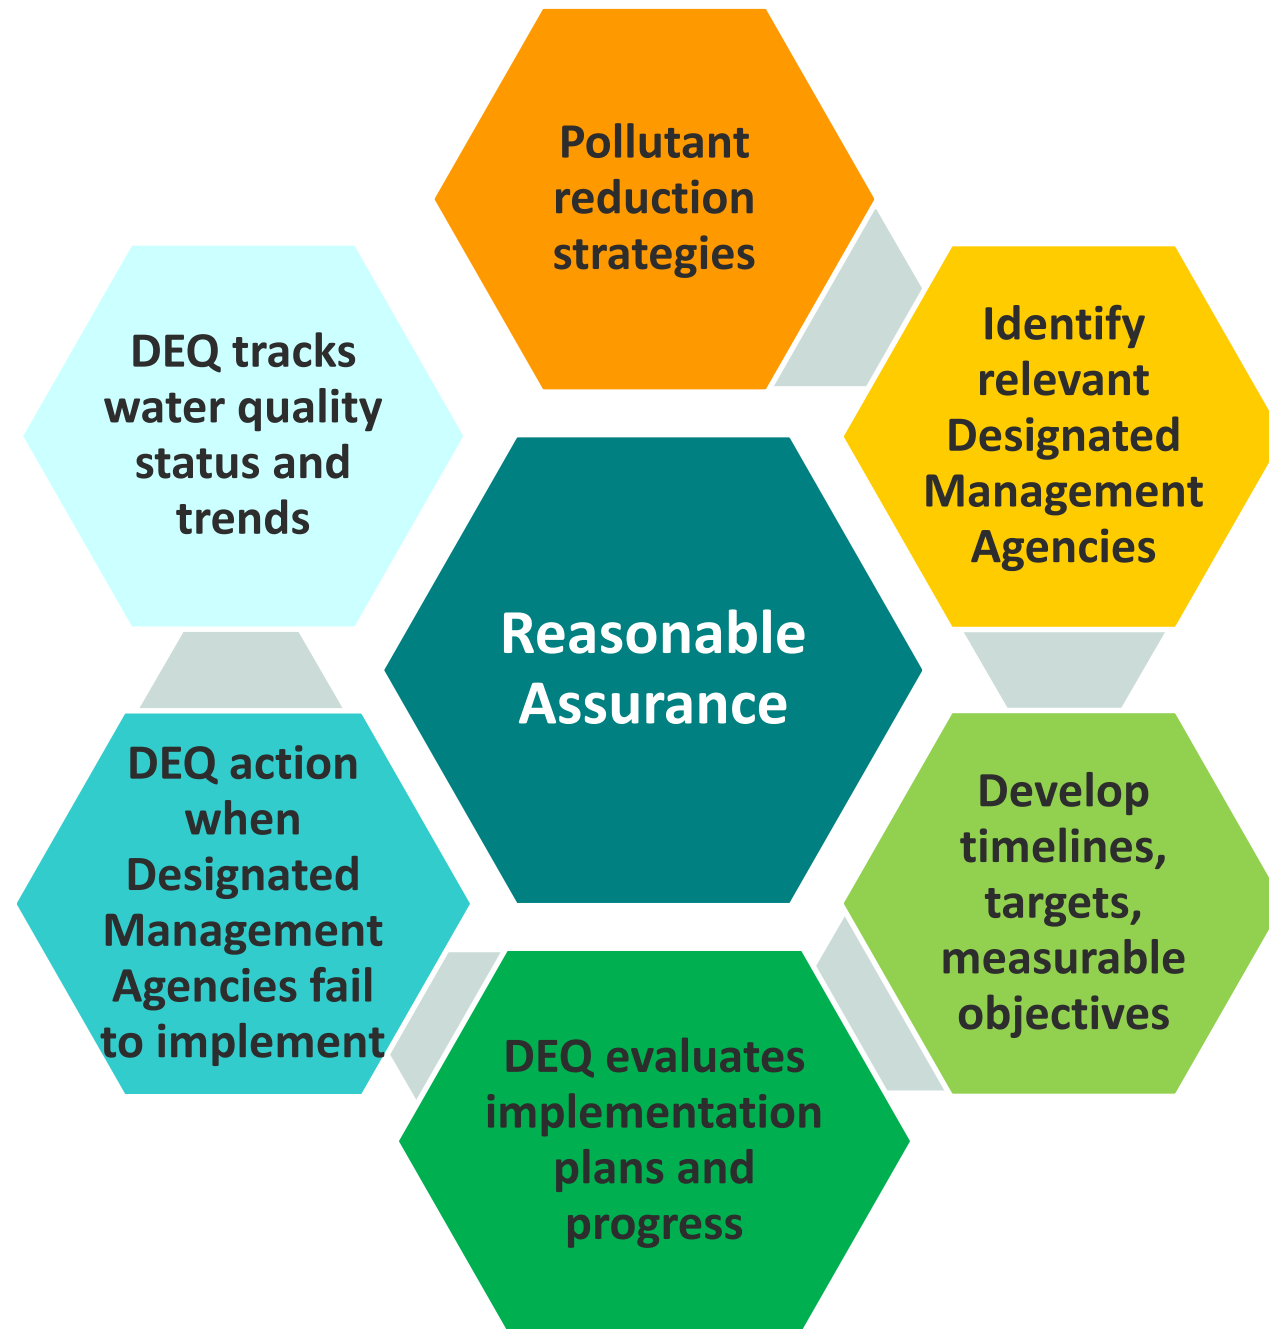 Pollutant
reduction
strategies
Identify
relevant
Designated
Management
Agencies
Develop
timelines,
targets,
measurable
objectives
DEQ evaluates
implementation
plans and
progress
DEQ action
when
Designated
Management
Agencies fail
to implement
DEQ tracks
water quality
status and
trends
Reasonable
Assurance